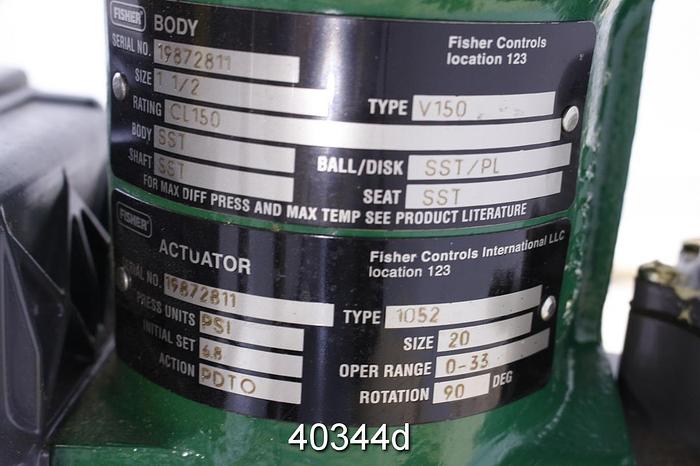 FISHER BODY
Fisher Controls
location 123
SERIAL NO. 19872811
SIZE 1 1/2
TYPE V150
RATING CL150
BODY SST
BALL/DISK SST/PL
SHAFT SST
SEAT SST
FOR MAX DIFF PRESS AND MAX TEMP SEE PRODUCT LITERATURE
FISHER
ACTUATOR
Fisher Controls International LLC
location 123
SERIAL NO. 19872811
TYPE 1052
PRESS UNITS PSI
SIZE 20
INITIAL SET 6.8
OPER RANGE 0-33
ACTION PDTO
ROTATION 90 DEG
40344d